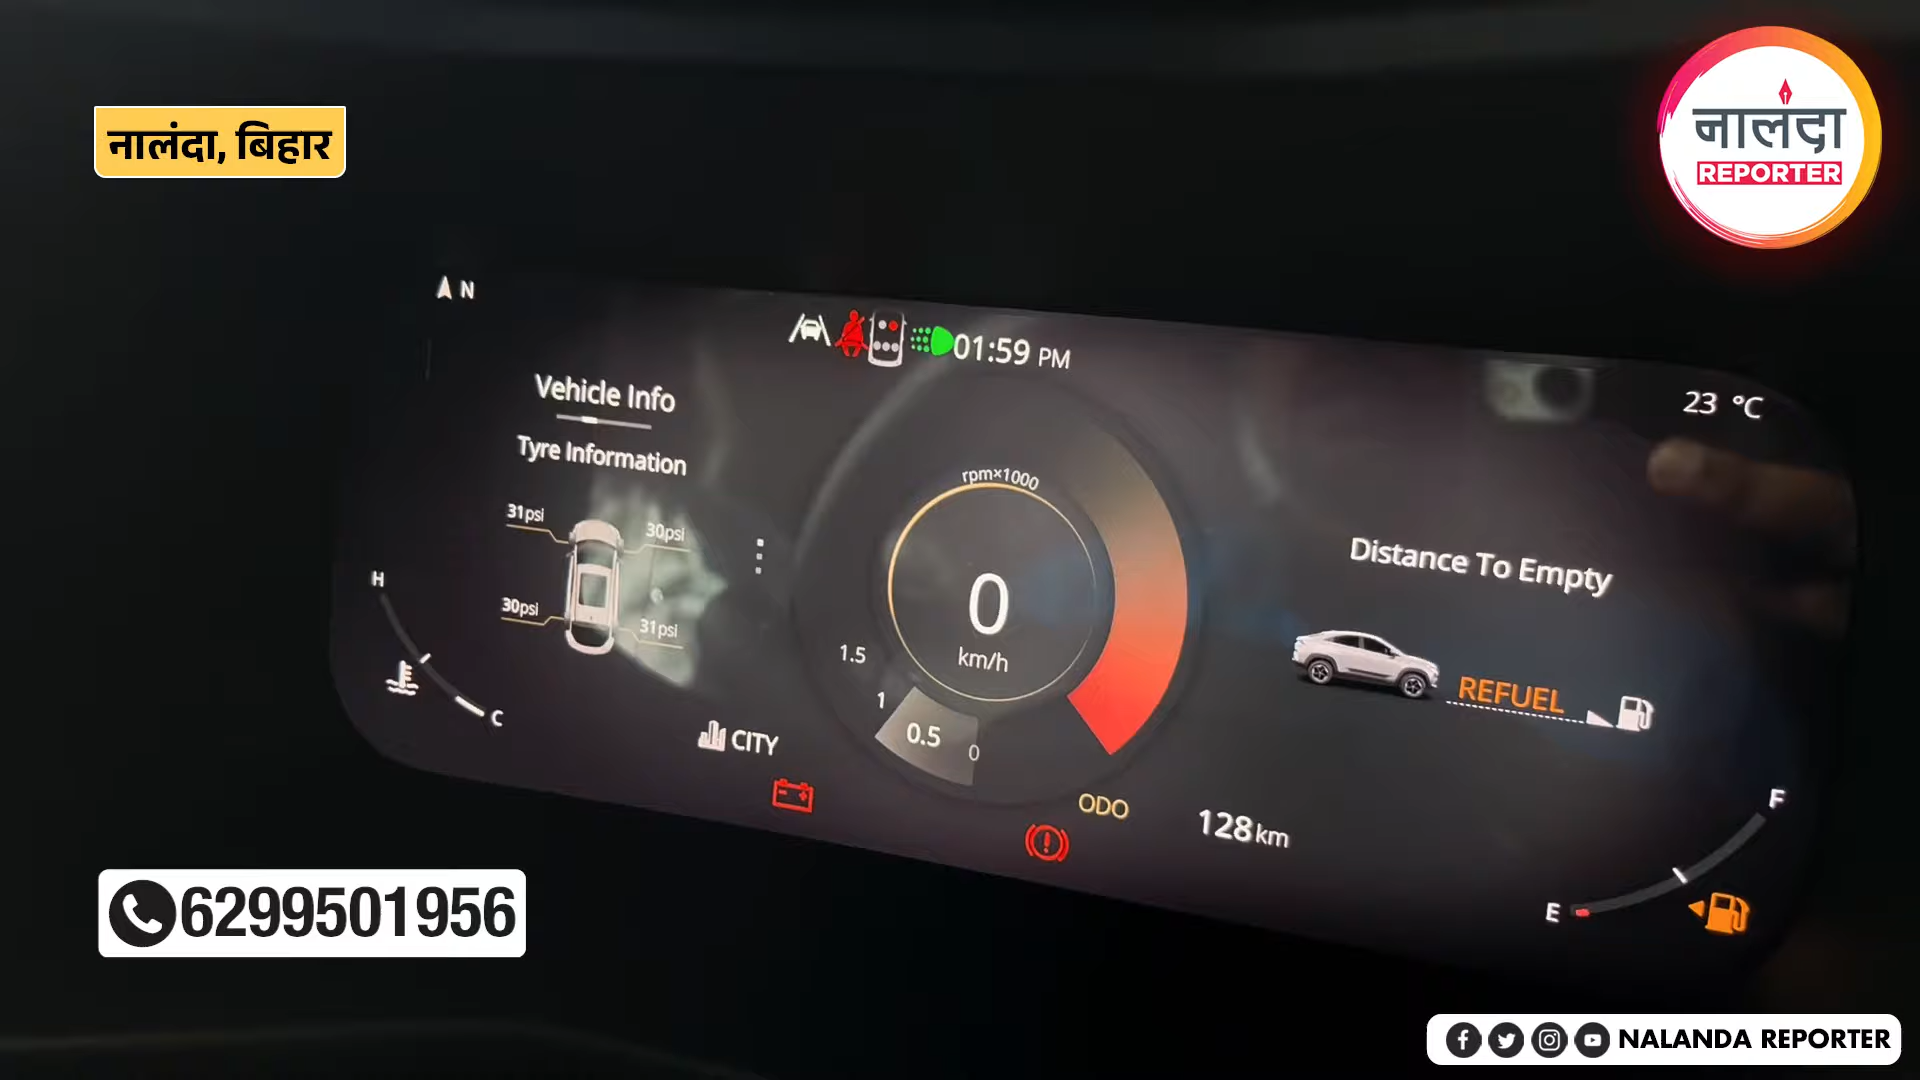 नालंदा, बिहार
नालंदा
REPORTER
N
01:59 PM
23 °C
Vehicle Info
Tyre Information
31psi
30psi
30psi
31psi
H
C
rpm×1000
0
km/h
1.5
1
0.5
0
CITY
Distance To Empty
REFUEL
ODO
128km
F
E
6299501956
NALANDA REPORTER